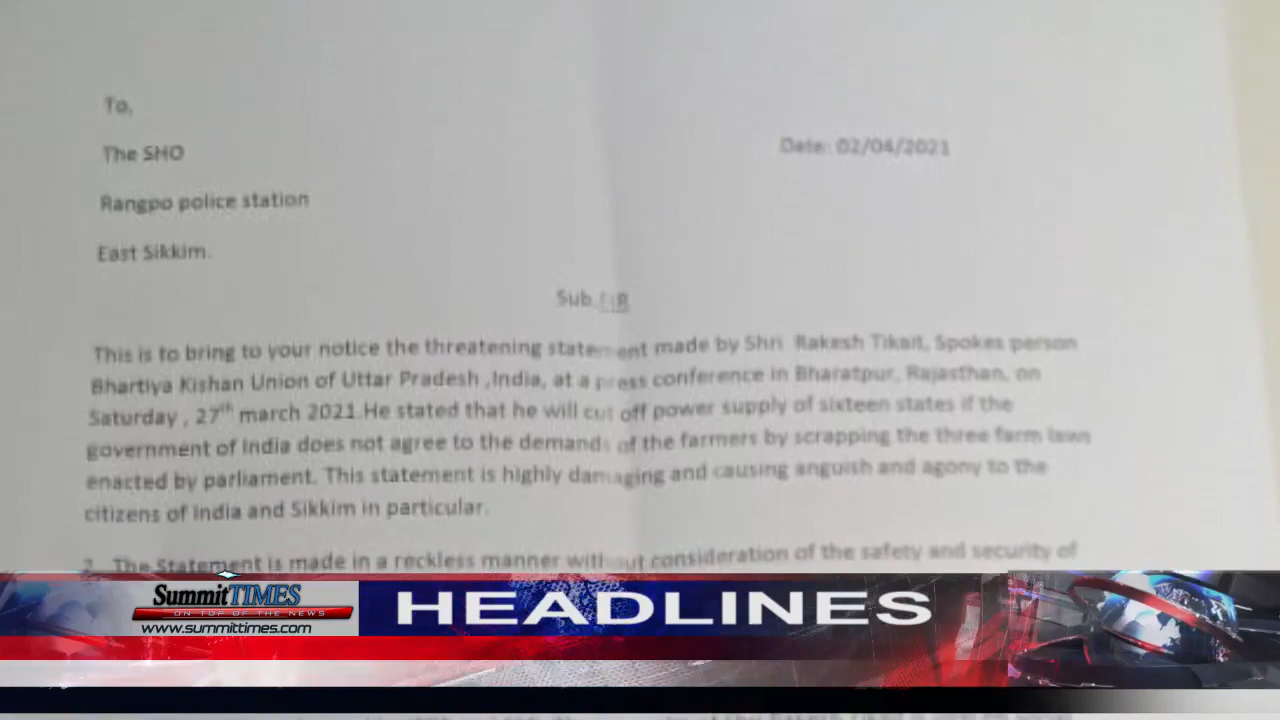 To,
The SHO
Date: 02/04/2021
Rangpo police station
East Sikkim.
Sub
This is to bring to your notice the threatening statement made by Shri Rakesh Tikait, Spokes person
Bhartiya Kishan Union of Uttar Pradesh ,India, at a press conference in Bharatpur, Rajasthan, on
Saturday , 27th march 2021.He stated that he will cut off power supply of sixteen states if the
government of India does not agree to the demands of the farmers by scrapping the three farm laws
enacted by parliament. This statement is highly damaging and causing anguish and agony to the
citizens of India and Sikkim in particular.
2. The Statement is made in a reckless manner without consideration of the safety and security of
SummitTIMES
ON TOP OF THE NEWS
www.summittimes.com
HEADLINES